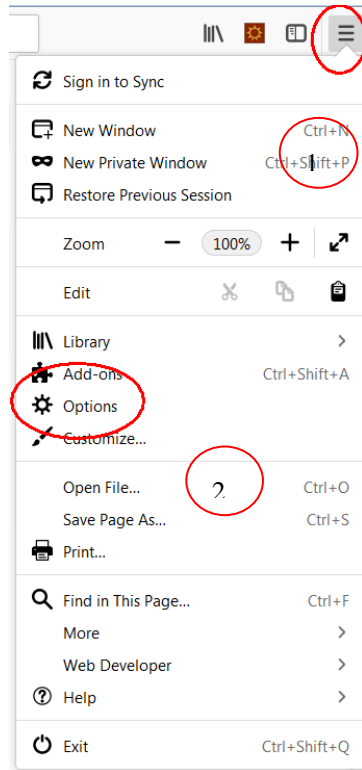 Sign in to Sync
New Window Ctrl+N
1
New Private Window Ctrl+Shift+P
Restore Previous Session
Zoom − 100% +
Edit
Library >
Add-ons Ctrl+Shift+A
Options
Customize...
2
Open File... Ctrl+O
Save Page As... Ctrl+S
Print...
Find in This Page... Ctrl+F
More >
Web Developer >
Help >
Exit Ctrl+Shift+Q